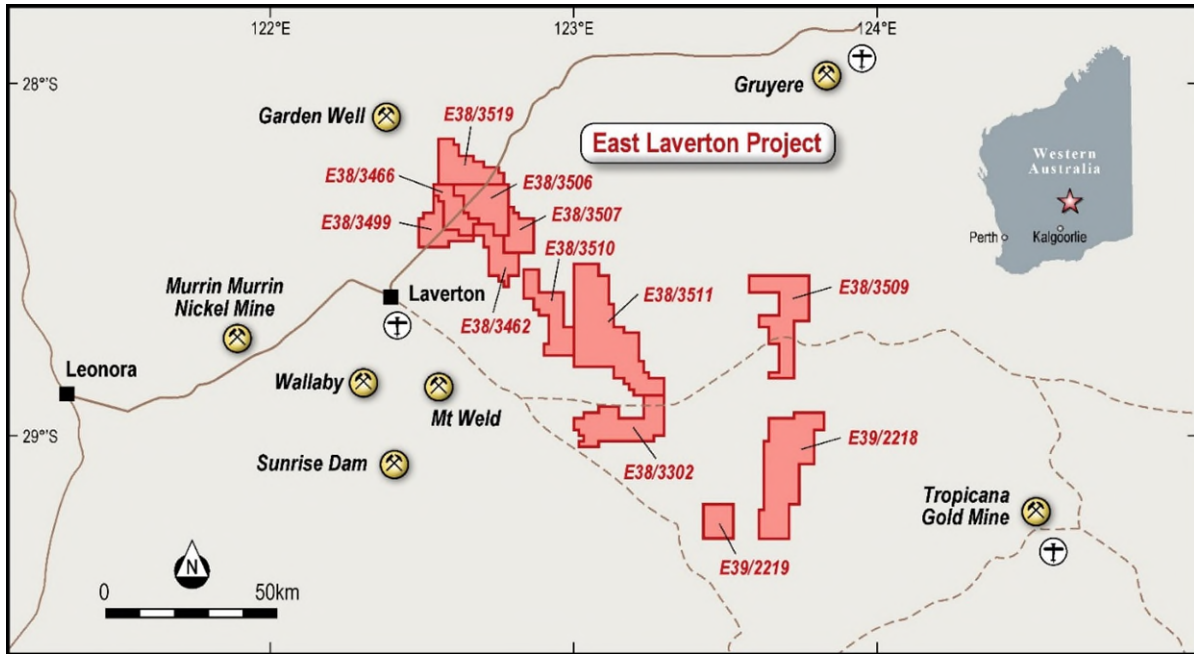 122°E
123°E
124°E
28°S
Gruyere
Garden Well
E38/3519
East Laverton Project
Western
Australia
E38/3466
E38/3506
E38/3499
E38/3507
Perth
Kalgoorlie
E38/3510
Murrin Murrin
Nickel Mine
Laverton
E38/3511
E38/3509
E38/3462
Leonora
Wallaby
Mt Weld
29°S
E39/2218
Sunrise Dam
E38/3302
Tropicana
Gold Mine
N
E39/2219
0
50km